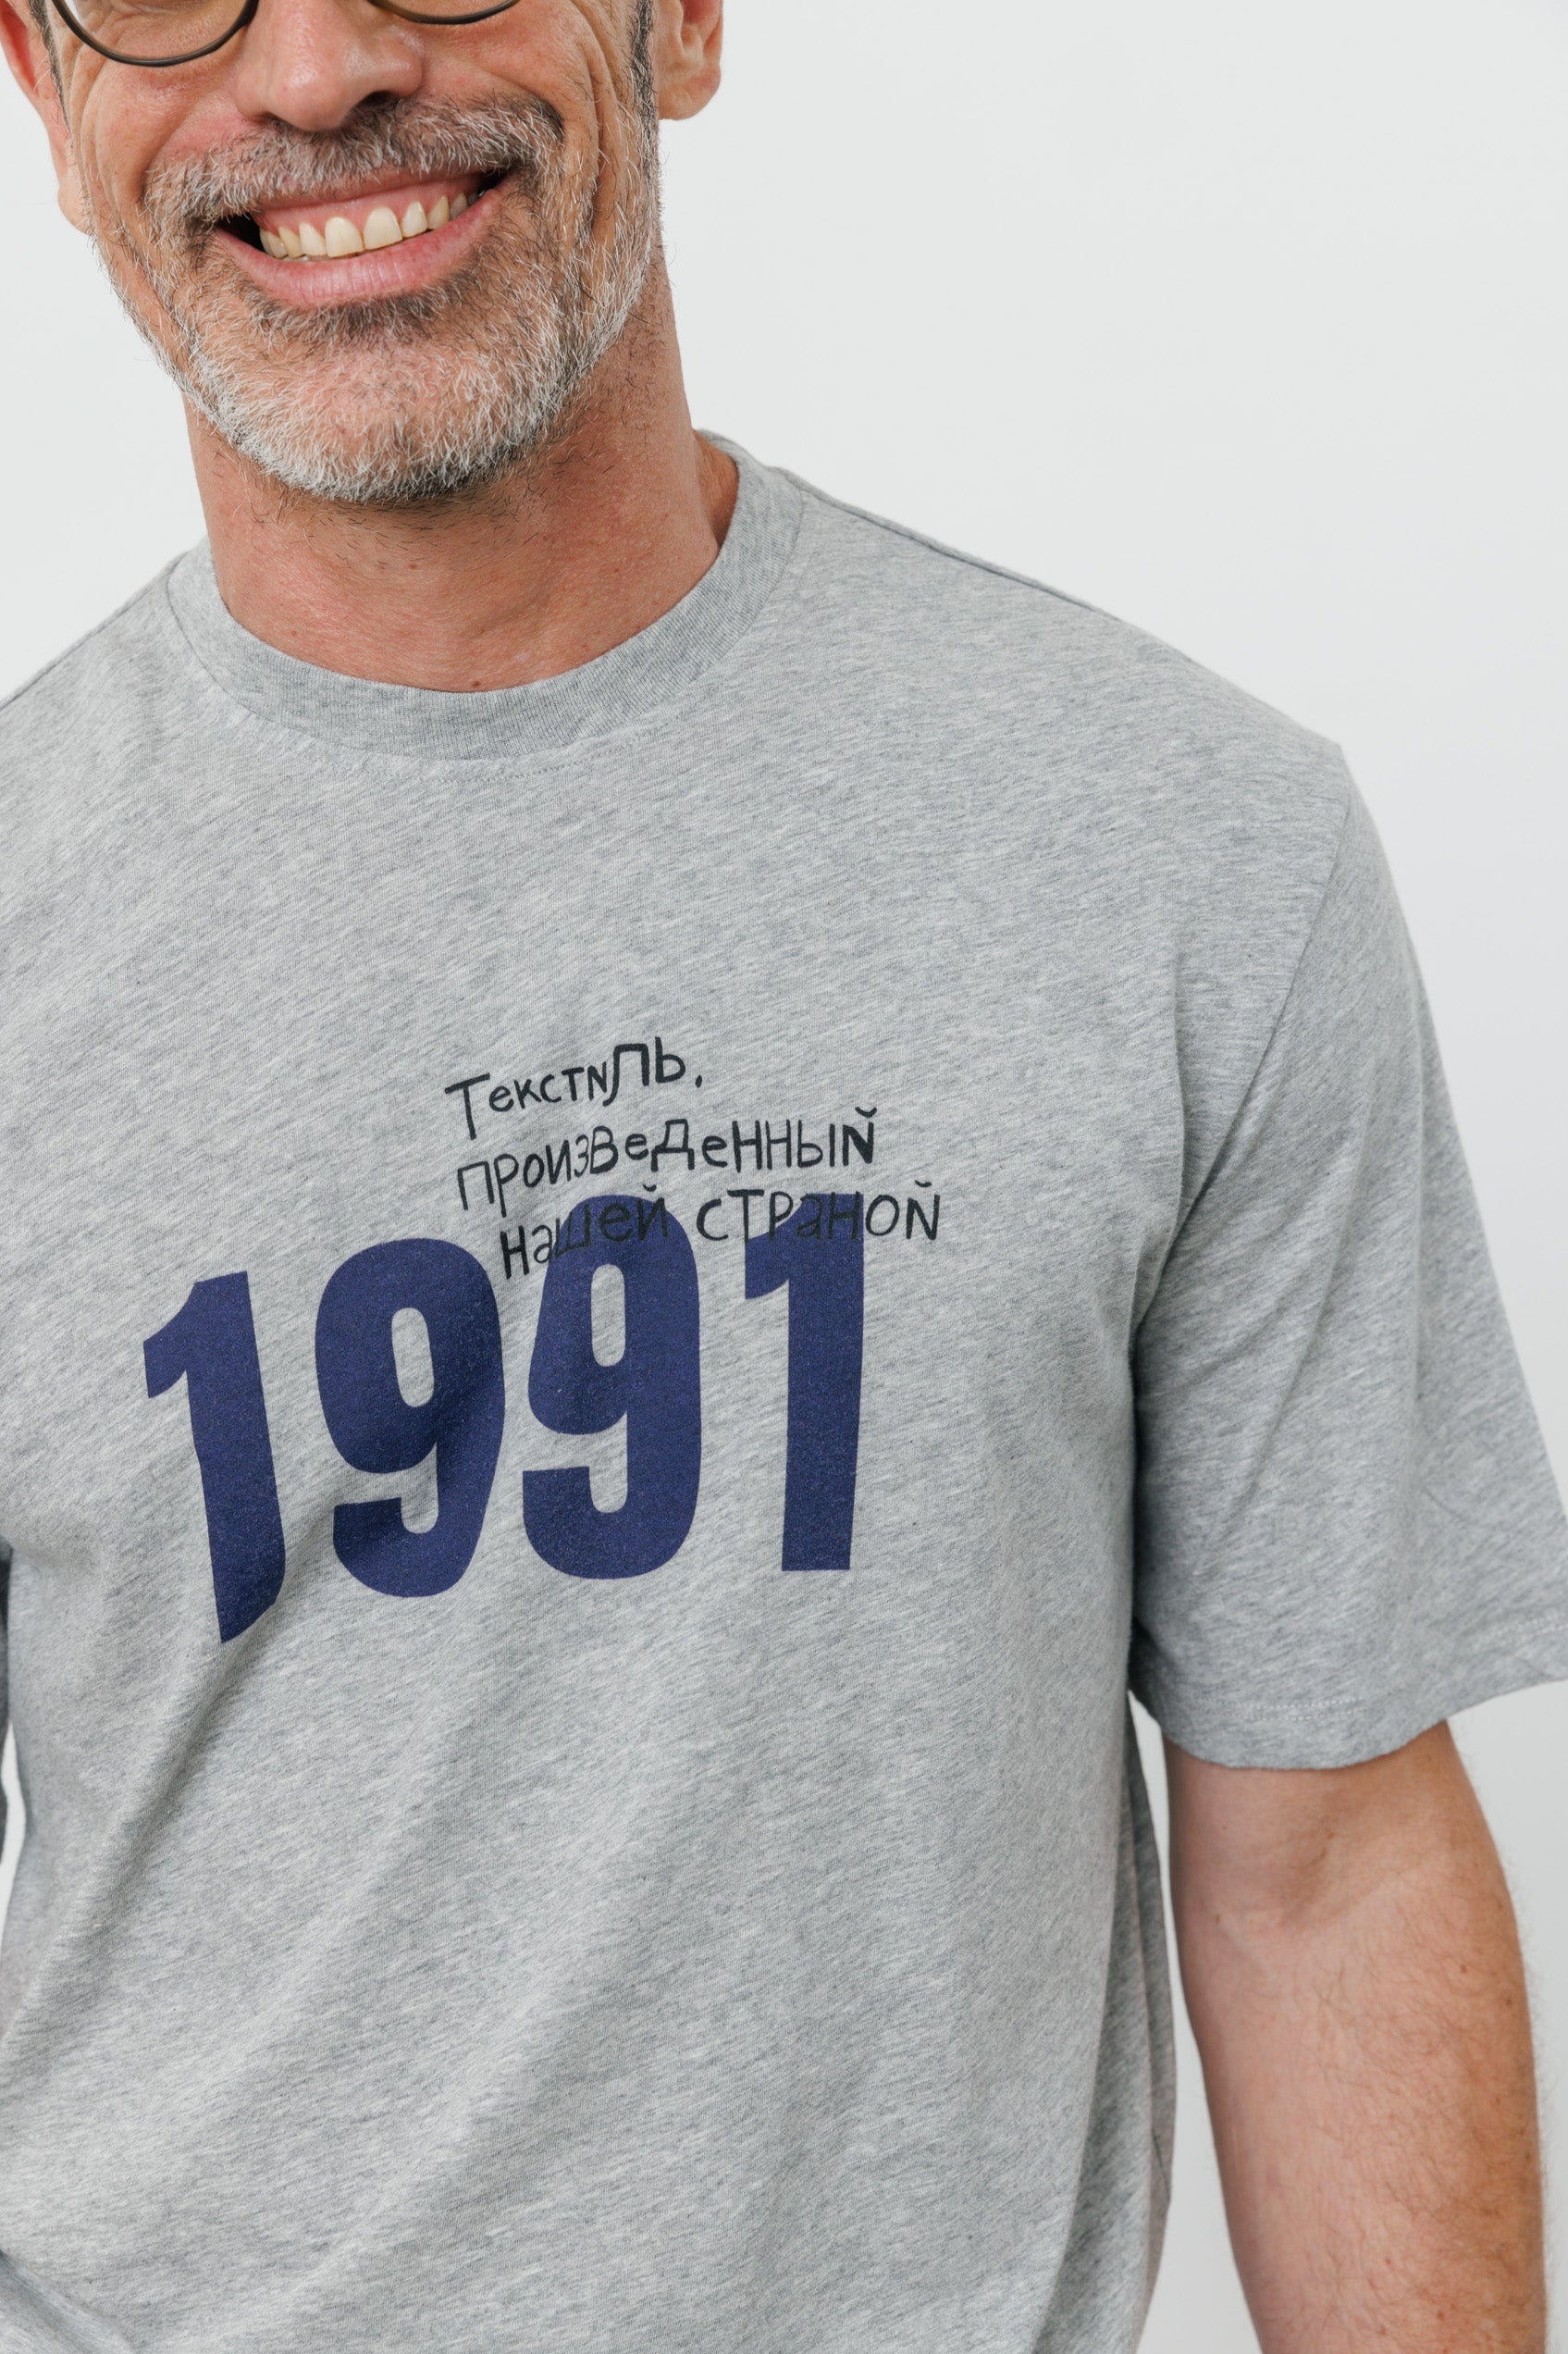 Текстиль,
произведенный
нашей страной
1991